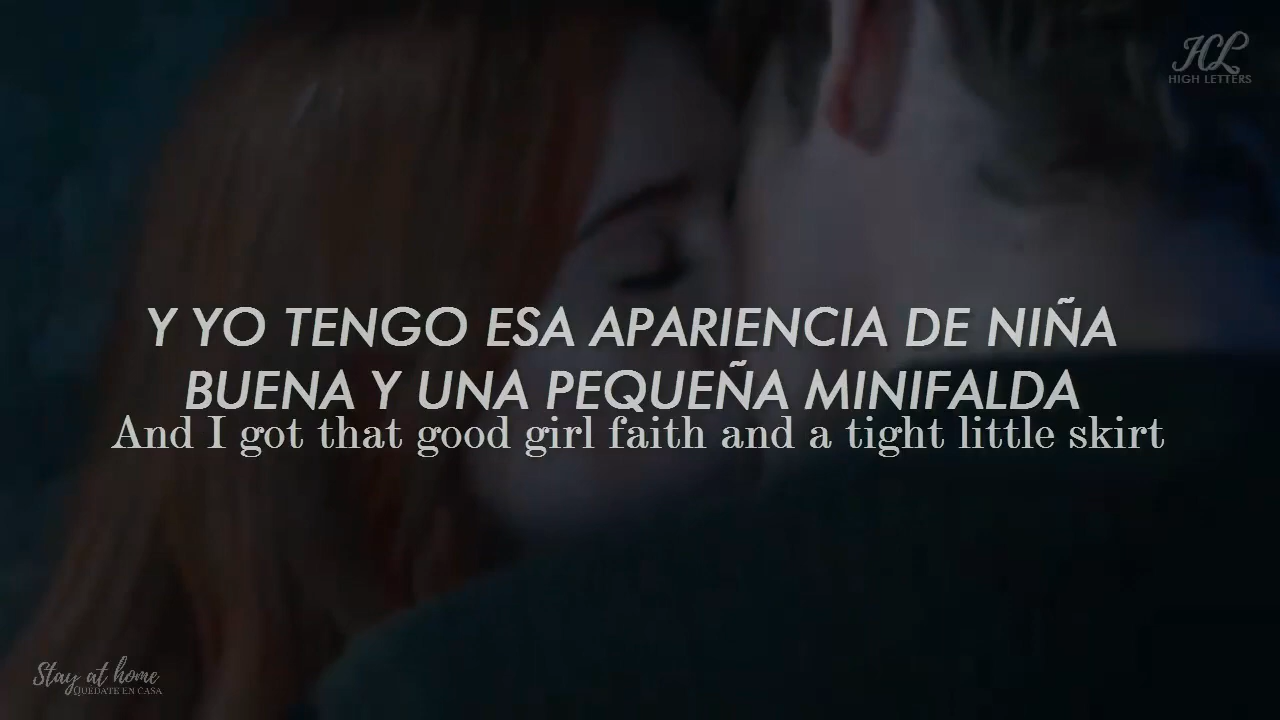 HL
HIGH LETTERS
Y YO TENGO ESA APARIENCIA DE NIÑA
BUENA Y UNA PEQUEÑA MINIFALDA
And I got that good girl faith and a tight little skirt
Stay at home
QUEDATE EN CASA